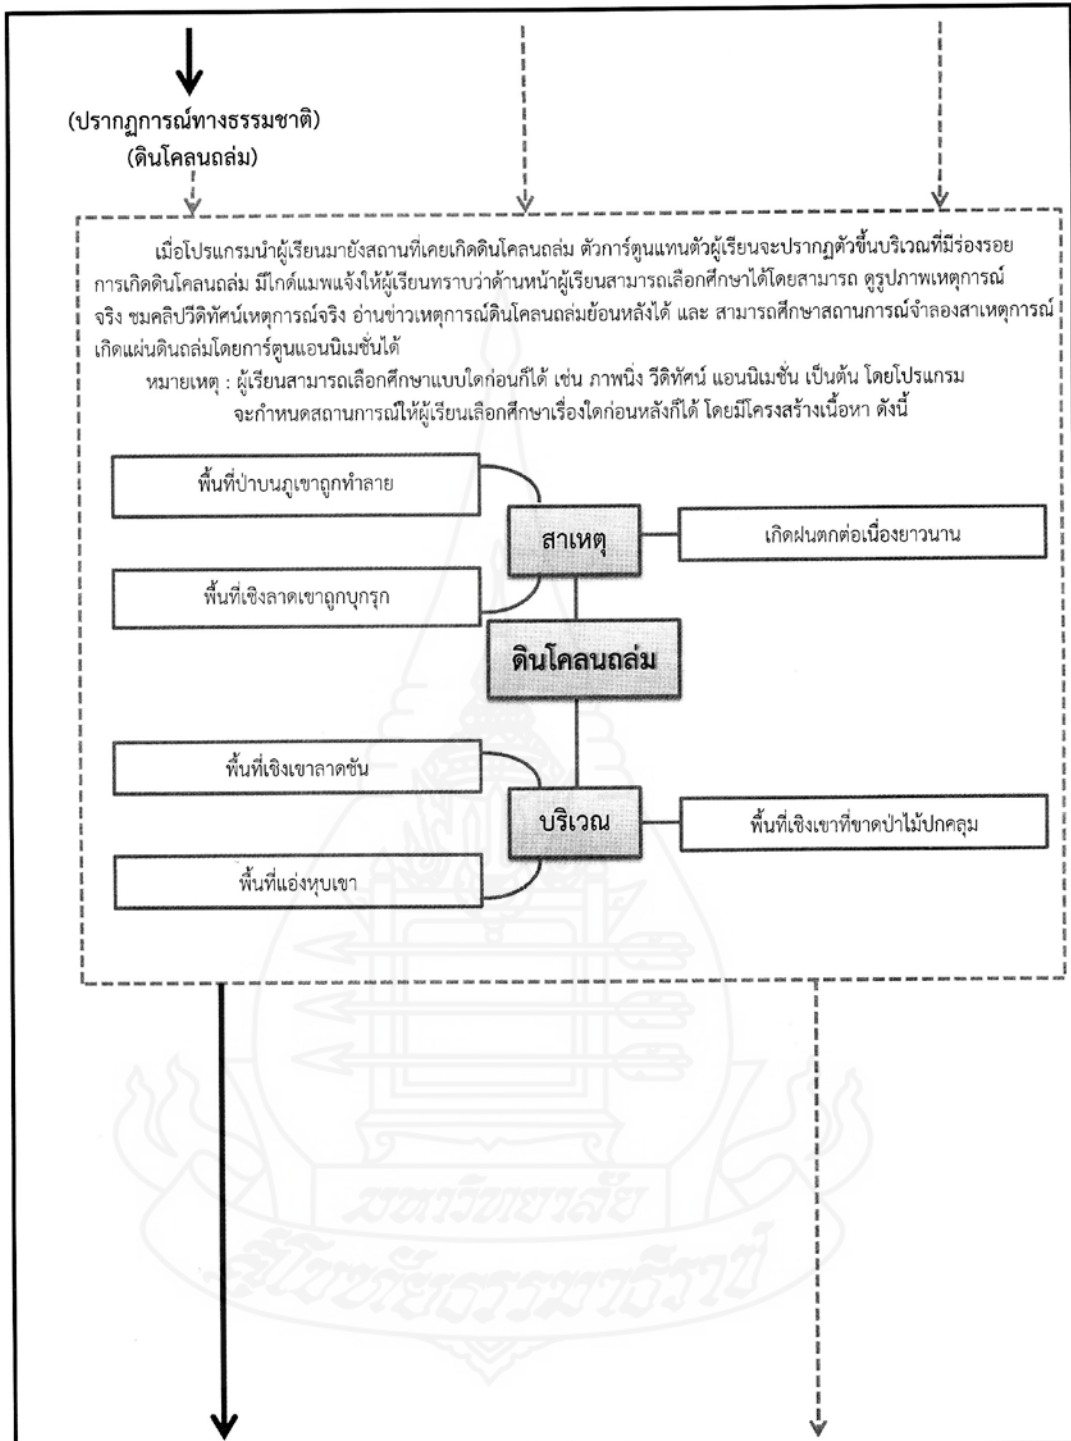 (ปรากฏการณ์ทางธรรมชาติ)
(ดินโคลนถล่ม)
เมื่อโปรแกรมนำผู้เรียนมายังสถานที่เคยเกิดดินโคลนถล่ม ตัวการ์ตูนแทนตัวผู้เรียนจะปรากฏตัวขึ้นบริเวณที่มีร่องรอย
การเกิดดินโคลนถล่ม มีไกด์แมพแจ้งให้ผู้เรียนทราบว่าด้านหน้าผู้เรียนสามารถเลือกศึกษาได้โดยสามารถ ดูรูปภาพเหตุการณ์
จริง ชมคลิปวีดิทัศน์เหตุการณ์จริง อ่านข่าวเหตุการณ์ดินโคลนถล่มย้อนหลังได้ และ สามารถศึกษาสถานการณ์จำลองสาเหตุการณ์
เกิดแผ่นดินถล่มโดยการ์ตูนแอนนิเมชั่นได้
หมายเหตุ : ผู้เรียนสามารถเลือกศึกษาแบบใดก่อนก็ได้ เช่น ภาพนิ่ง วีดิทัศน์ แอนนิเมชั่น เป็นต้น โดยโปรแกรม
จะกำหนดสถานการณ์ให้ผู้เรียนเลือกศึกษาเรื่องใดก่อนหลังก็ได้ โดยมีโครงสร้างเนื้อหา ดังนี้
พื้นที่ป่าบนภูเขาถูกทำลาย
สาเหตุ
เกิดฝนตกต่อเนื่องยาวนาน
พื้นที่เชิงลาดเขาถูกบุกรุก
ดินโคลนถล่ม
พื้นที่เชิงเขาลาดชัน
บริเวณ
พื้นที่เชิงเขาที่ขาดป่าไม้ปกคลุม
พื้นที่แอ่งหุบเขา
มหาวิทยาลัย
สุโขทัยธรรมาธิราช